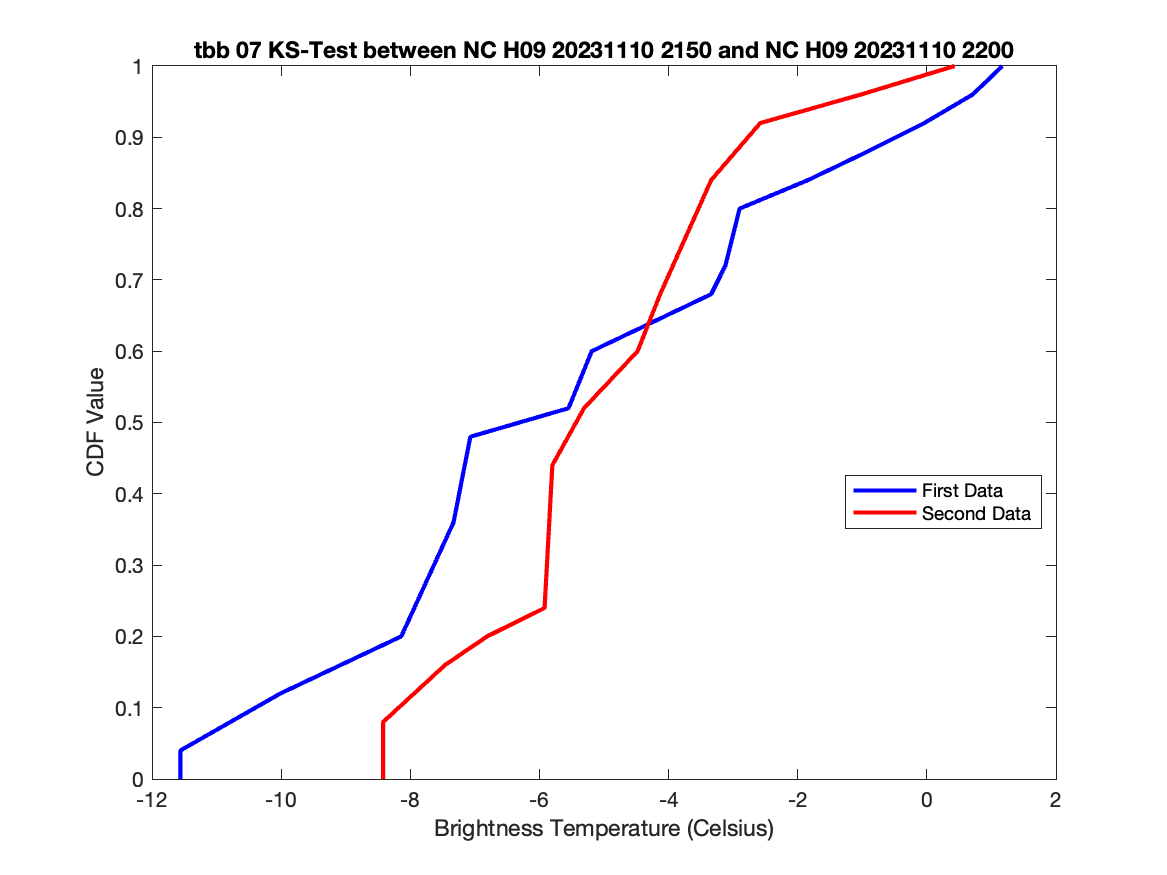 tbb 07 KS-Test between NC H09 20231110 2150 and NC H09 20231110 2200
1
0.9
0.8
0.7
0.6
0.5
0.4
0.3
0.2
0.1
0
CDF Value
First Data
Second Data
-12 -10 -8 -6 -4 -2 0 2
Brightness Temperature (Celsius)